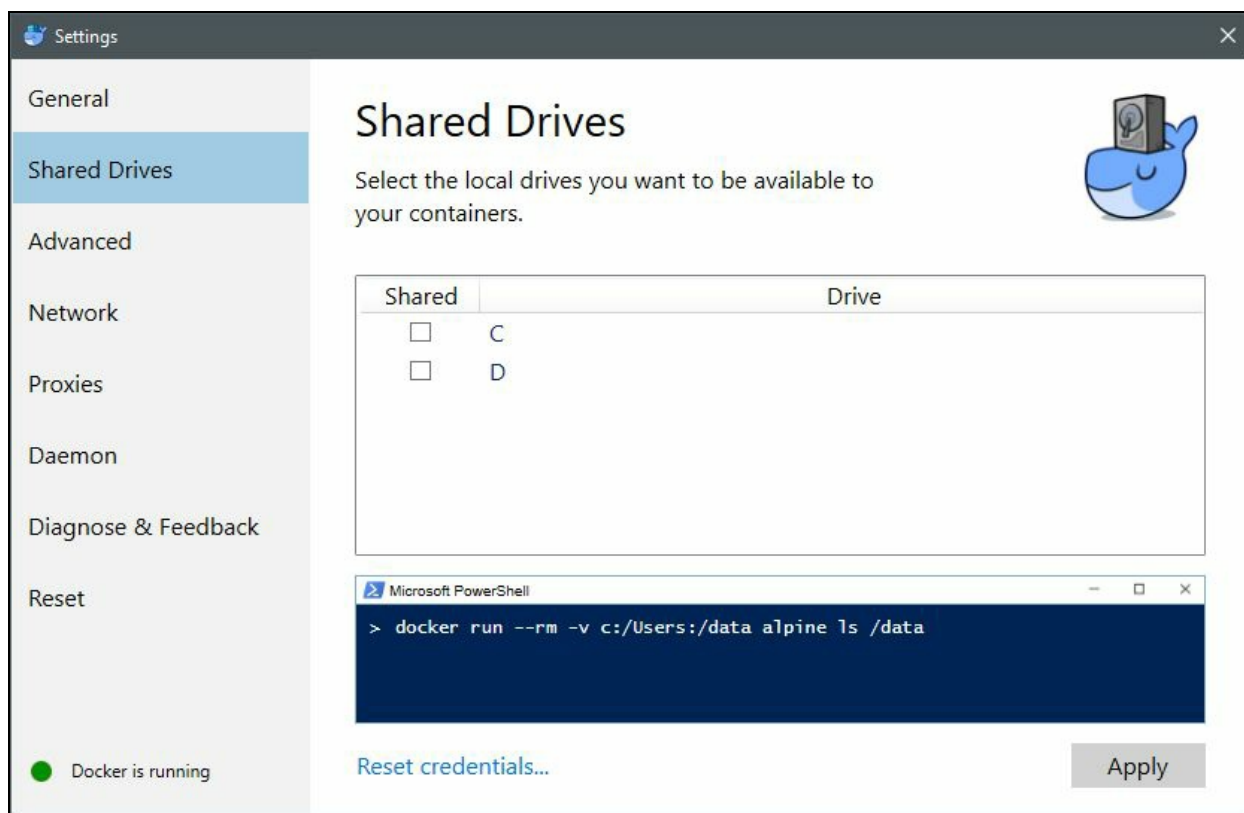 Settings
General
Shared Drives
Advanced
Network
Proxies
Daemon
Diagnose & Feedback
Reset
Docker is running
Shared Drives
Select the local drives you want to be available to
your containers.
Shared Drive
C
D
Microsoft PowerShell
> docker run --rm -v c:/Users:/data alpine ls /data
Reset credentials...
Apply